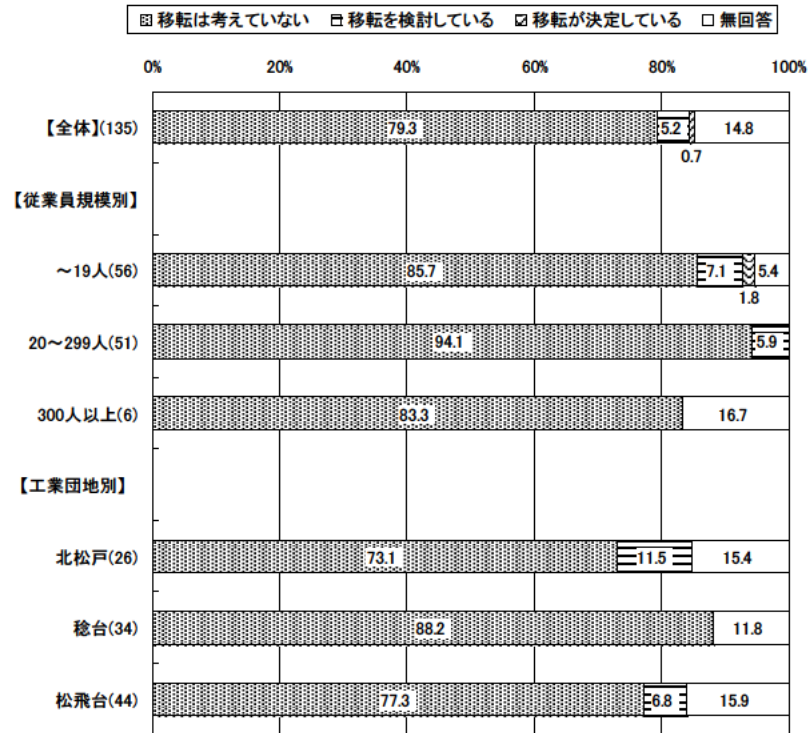 移転は考えていない 移転を検討している 移転が決定している 無回答
0% 20% 40% 60% 80% 100%
【全体】(135) 79.3 5.2 14.8
0.7
【従業員規模別】
～19人(56) 85.7 7.1 5.4
1.8
20～299人(51) 94.1 5.9
300人以上(6) 83.3 16.7
【工業団地別】
北松戸(26) 73.1 11.5 15.4
稔台(34) 88.2 11.8
松飛台(44) 77.3 6.8 15.9